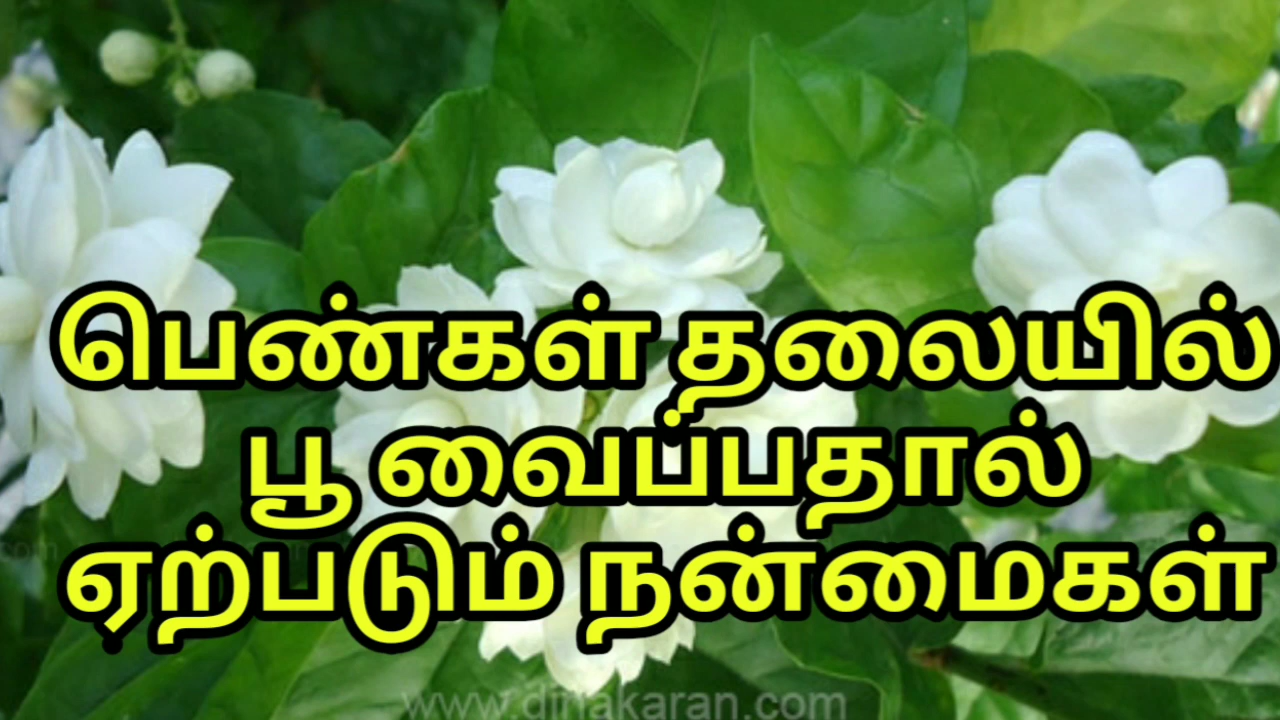 பெண்கள் தலையில்
பூ வைப்பதால்
ஏற்படும் நன்மைகள்
www.dinakaran.com